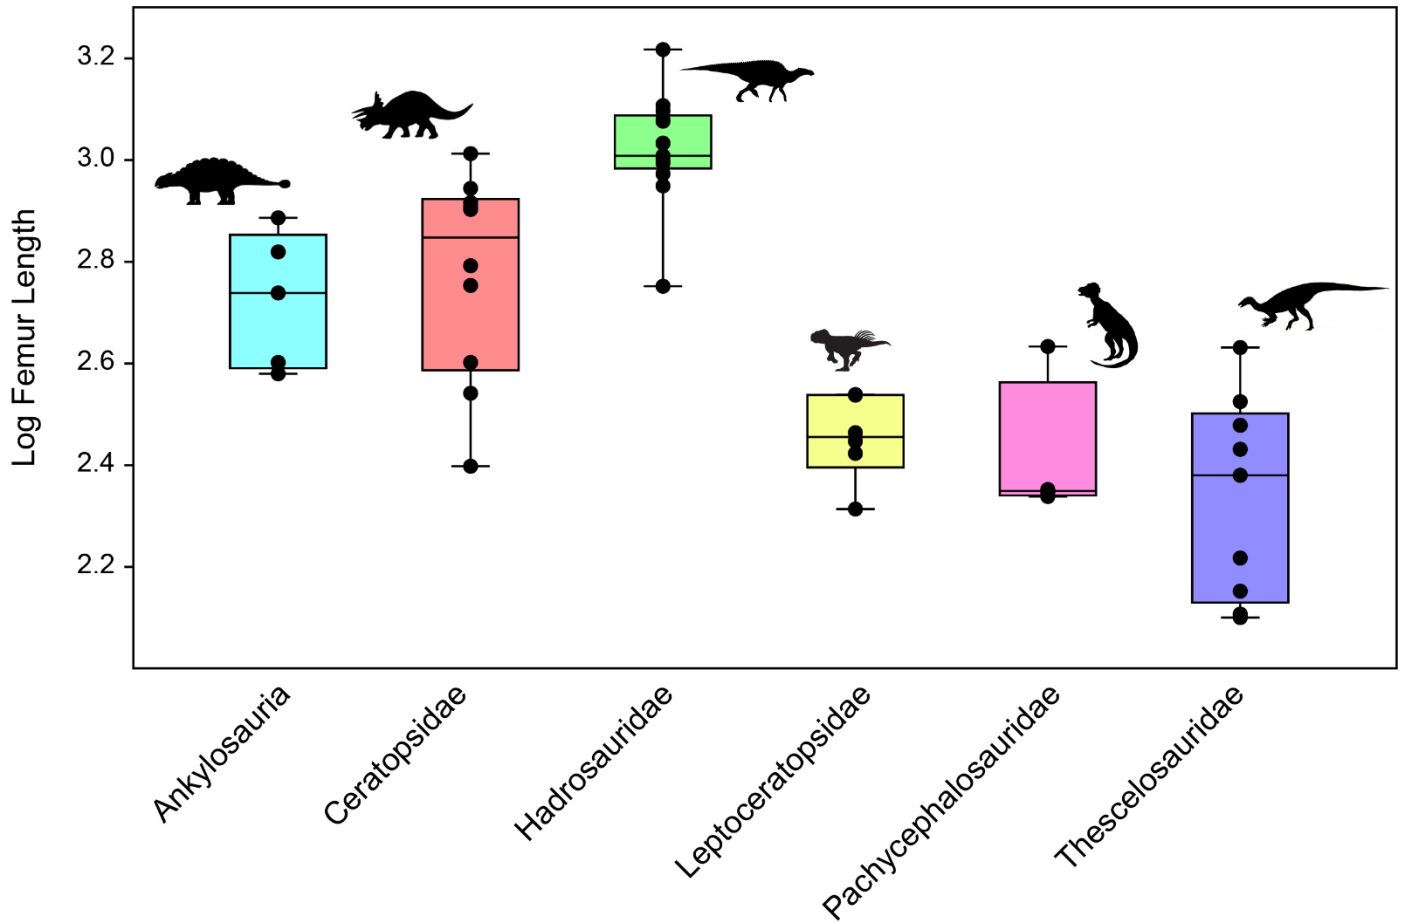 Log Femur Length
3.2
3.0
2.8
2.6
2.4
2.2
Ankylosauria
Ceratopsidae
Hadrosauridae
Leptoceratopsidae
Pachycephalosauridae
Thescelosauridae